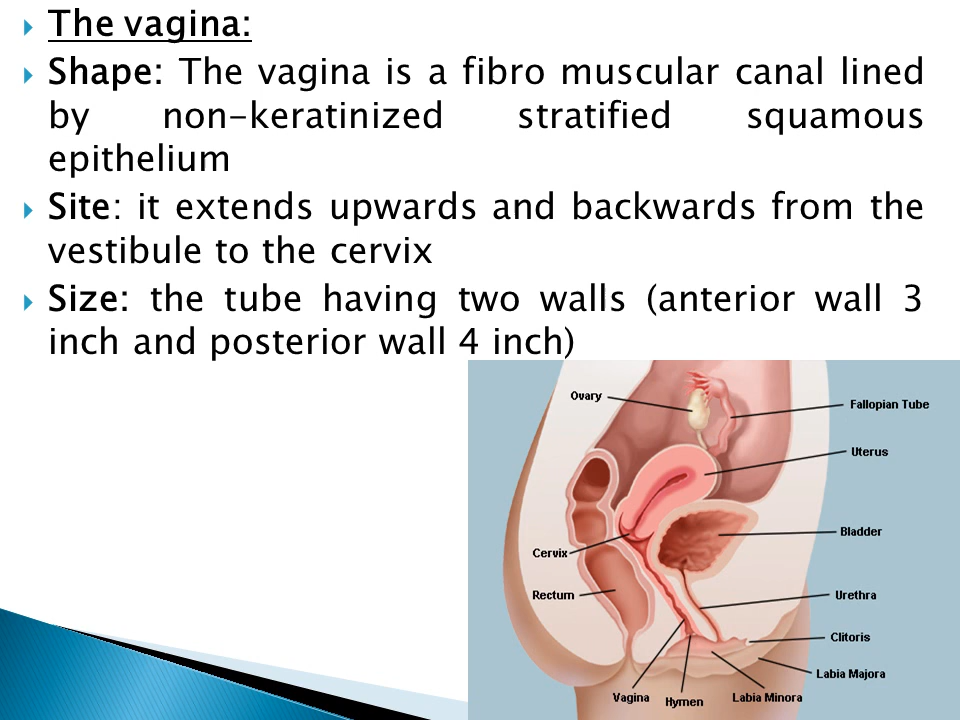 The vagina:
Shape: The vagina is a fibro muscular canal lined
by non-keratinized stratified squamous
epithelium
Site: it extends upwards and backwards from the
vestibule to the cervix
Size: the tube having two walls (anterior wall 3
inch and posterior wall 4 inch)
Ovary
Fallopian Tube
Uterus
Bladder
Cervix
Rectum
Urethra
Clitoris
Labia Majora
Vagina
Hymen
Labia Minora